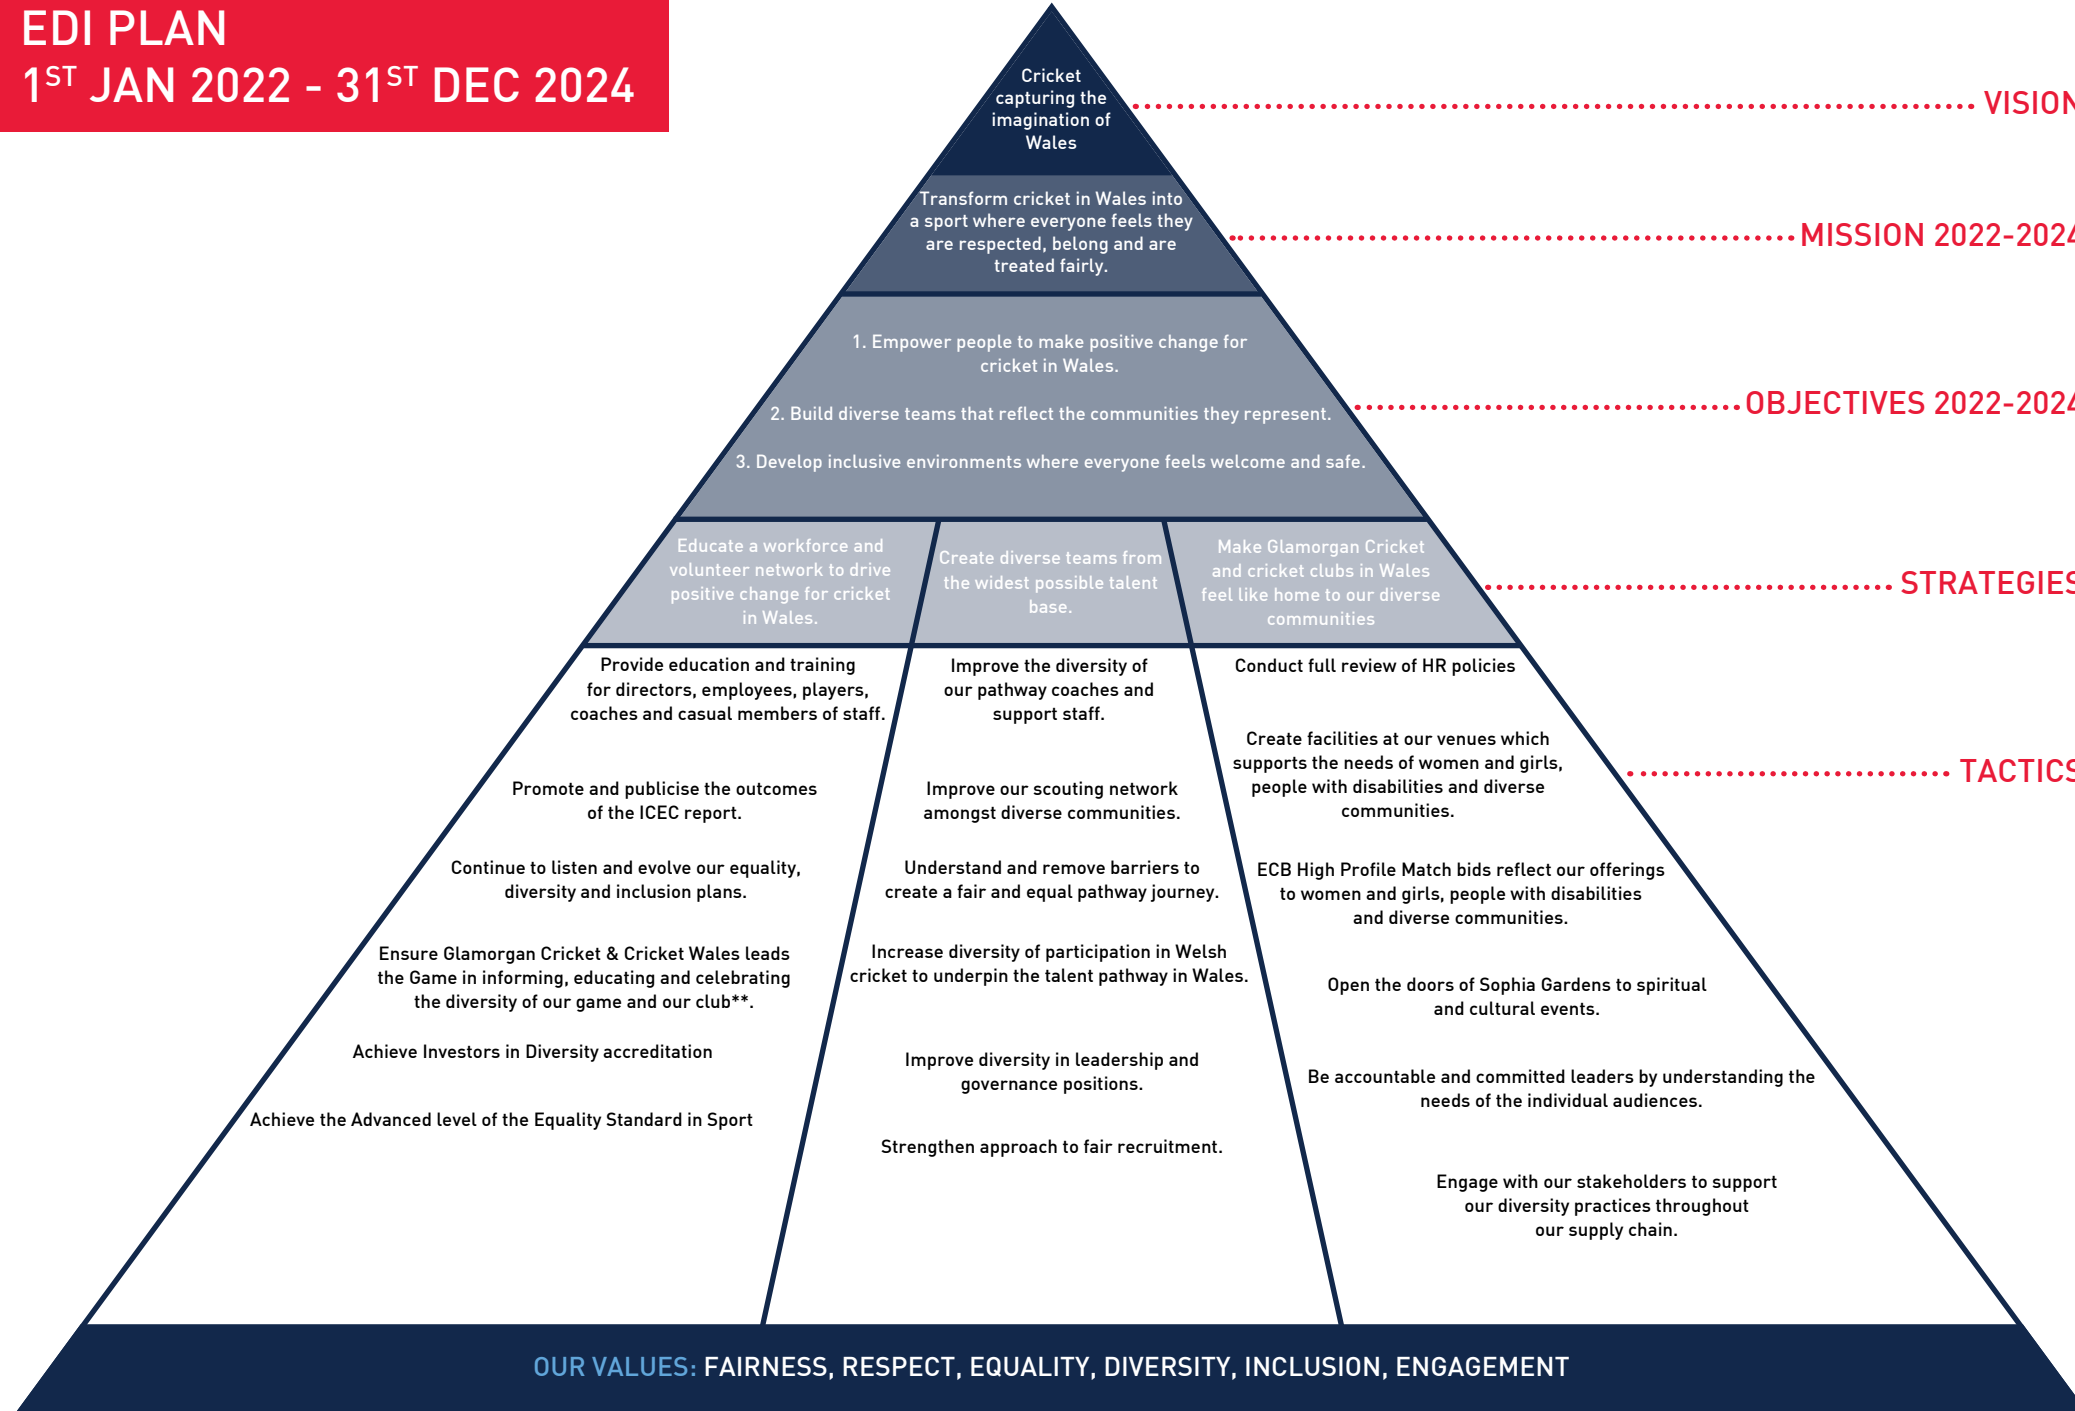 EDI PLAN
1ST JAN 2022 - 31ST DEC 2024
Cricket
capturing the
imagination of
Wales
VISION
Transform cricket in Wales into
a sport where everyone feels they
are respected, belong and are
treated fairly.
MISSION 2022-2024
1. Empower people to make positive change for
cricket in Wales.
2. Build diverse teams that reflect the communities they represent.
3. Develop inclusive environments where everyone feels welcome and safe.
OBJECTIVES 2022-2024
Educate a workforce and
volunteer network to drive
positive change for cricket
in Wales.
Create diverse teams from
the widest possible talent
base.
Make Glamorgan Cricket
and cricket clubs in Wales
feel like home to our diverse
communities
STRATEGIES
Provide education and training
for directors, employees, players,
coaches and casual members of staff.
Promote and publicise the outcomes
of the ICEC report.
Continue to listen and evolve our equality,
diversity and inclusion plans.
Ensure Glamorgan Cricket & Cricket Wales leads
the Game in informing, educating and celebrating
the diversity of our game and our club**.
Achieve Investors in Diversity accreditation
Achieve the Advanced level of the Equality Standard in Sport
Improve the diversity of
our pathway coaches and
support staff.
Improve our scouting network
amongst diverse communities.
Understand and remove barriers to
create a fair and equal pathway journey.
Increase diversity of participation in Welsh
cricket to underpin the talent pathway in Wales.
Improve diversity in leadership and
governance positions.
Strengthen approach to fair recruitment.
Conduct full review of HR policies
Create facilities at our venues which
supports the needs of women and girls,
people with disabilities and diverse
communities.
ECB High Profile Match bids reflect our offerings
to women and girls, people with disabilities
and diverse communities.
Open the doors of Sophia Gardens to spiritual
and cultural events.
Be accountable and committed leaders by understanding the
needs of the individual audiences.
Engage with our stakeholders to support
our diversity practices throughout
our supply chain.
TACTICS
OUR VALUES: FAIRNESS, RESPECT, EQUALITY, DIVERSITY, INCLUSION, ENGAGEMENT